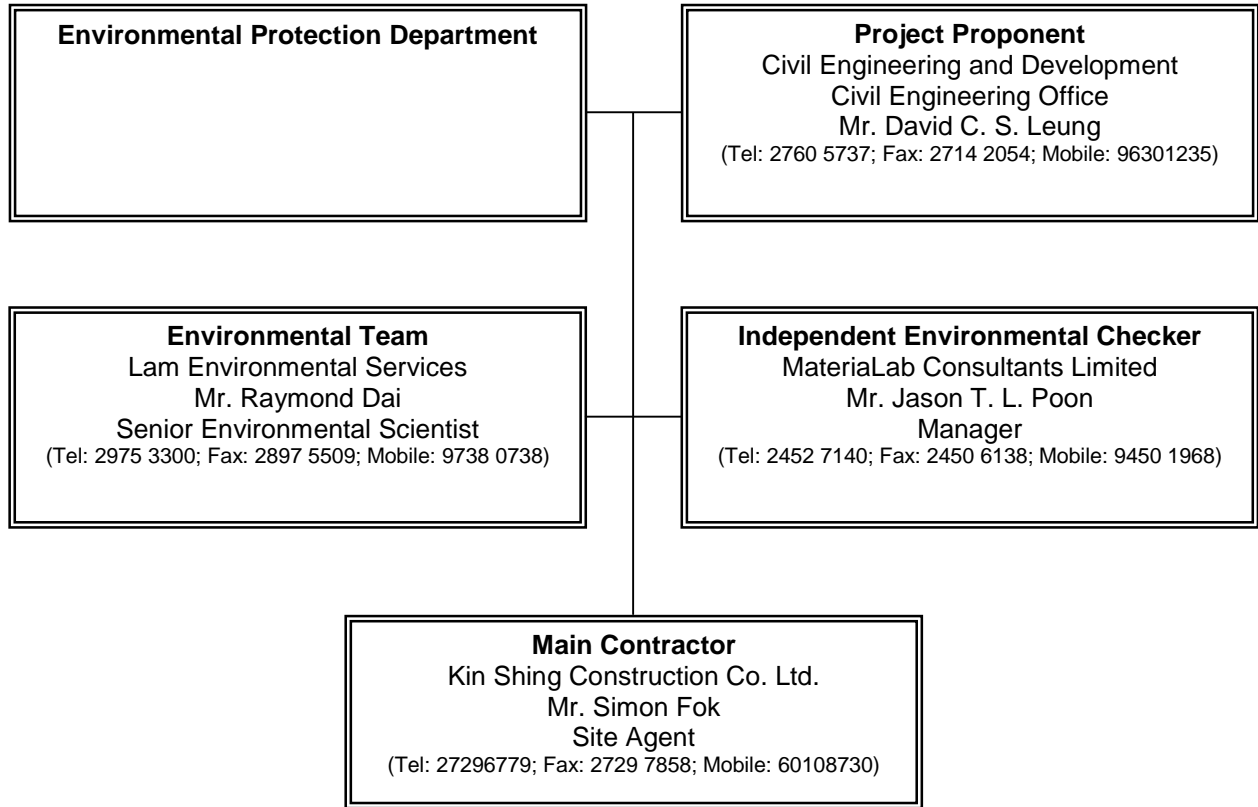 Environmental Protection Department
Project Proponent
Civil Engineering and Development
Civil Engineering Office
Mr. David C. S. Leung
(Tel: 2760 5737; Fax: 2714 2054; Mobile: 96301235)
Environmental Team
Lam Environmental Services
Mr. Raymond Dai
Senior Environmental Scientist
(Tel: 2975 3300; Fax: 2897 5509; Mobile: 9738 0738)
Independent Environmental Checker
MateriaLab Consultants Limited
Mr. Jason T. L. Poon
Manager
(Tel: 2452 7140; Fax: 2450 6138; Mobile: 9450 1968)
Main Contractor
Kin Shing Construction Co. Ltd.
Mr. Simon Fok
Site Agent
(Tel: 27296779; Fax: 2729 7858; Mobile: 60108730)